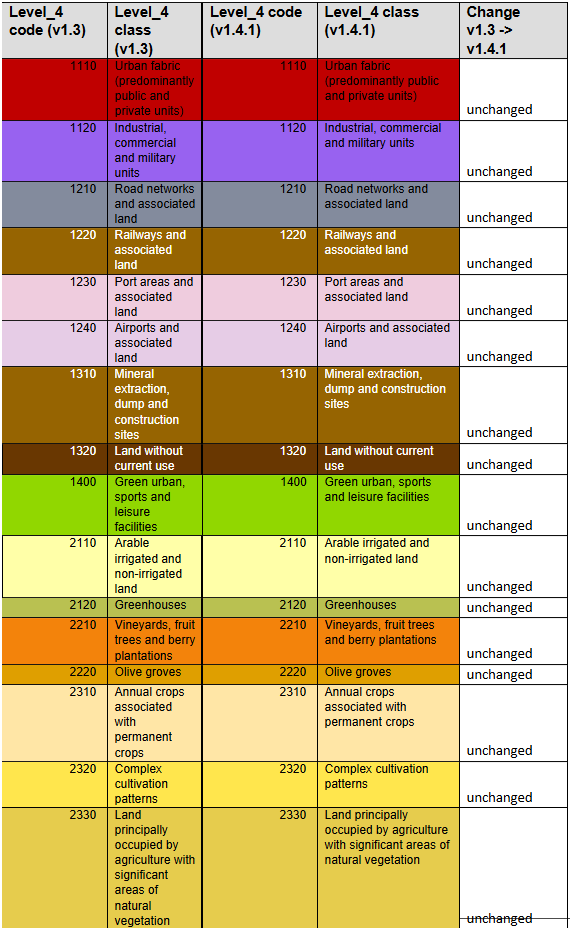 Level_4 code (v1.3) Level_4 class (v1.3) Level_4 code (v1.4.1) Level_4 class (v1.4.1) Change v1.3 -> v1.4.1
1110 Urban fabric (predominantly public and private units) 1110 Urban fabric (predominantly public and private units) unchanged
1120 Industrial, commercial and military units 1120 Industrial, commercial and military units unchanged
1210 Road networks and associated land 1210 Road networks and associated land unchanged
1220 Railways and associated land 1220 Railways and associated land unchanged
1230 Port areas and associated land 1230 Port areas and associated land unchanged
1240 Airports and associated land 1240 Airports and associated land unchanged
1310 Mineral extraction, dump and construction sites 1310 Mineral extraction, dump and construction sites unchanged
1320 Land without current use 1320 Land without current use unchanged
1400 Green urban, sports and leisure facilities 1400 Green urban, sports and leisure facilities unchanged
2110 Arable irrigated and non-irrigated land 2110 Arable irrigated and non-irrigated land unchanged
2120 Greenhouses 2120 Greenhouses unchanged
2210 Vineyards, fruit trees and berry plantations 2210 Vineyards, fruit trees and berry plantations unchanged
2220 Olive groves 2220 Olive groves unchanged
2310 Annual crops associated with permanent crops 2310 Annual crops associated with permanent crops unchanged
2320 Complex cultivation patterns 2320 Complex cultivation patterns unchanged
2330 Land principally occupied by agriculture with significant areas of natural vegetation 2330 Land principally occupied by agriculture with significant areas of natural vegetation unchanged